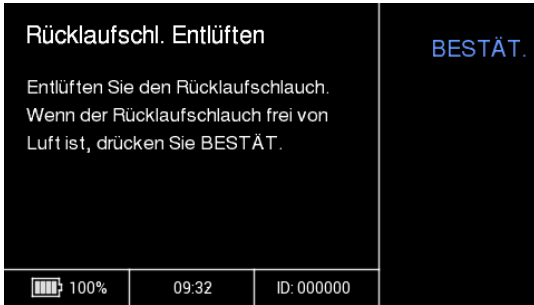 Rücklaufschl. Entlüften
BESTÄT.
Entlüften Sie den Rücklaufschlauch.
Wenn der Rücklaufschlauch frei von
Luft ist, drücken Sie BESTÄT.
100%
09:32
ID: 000000